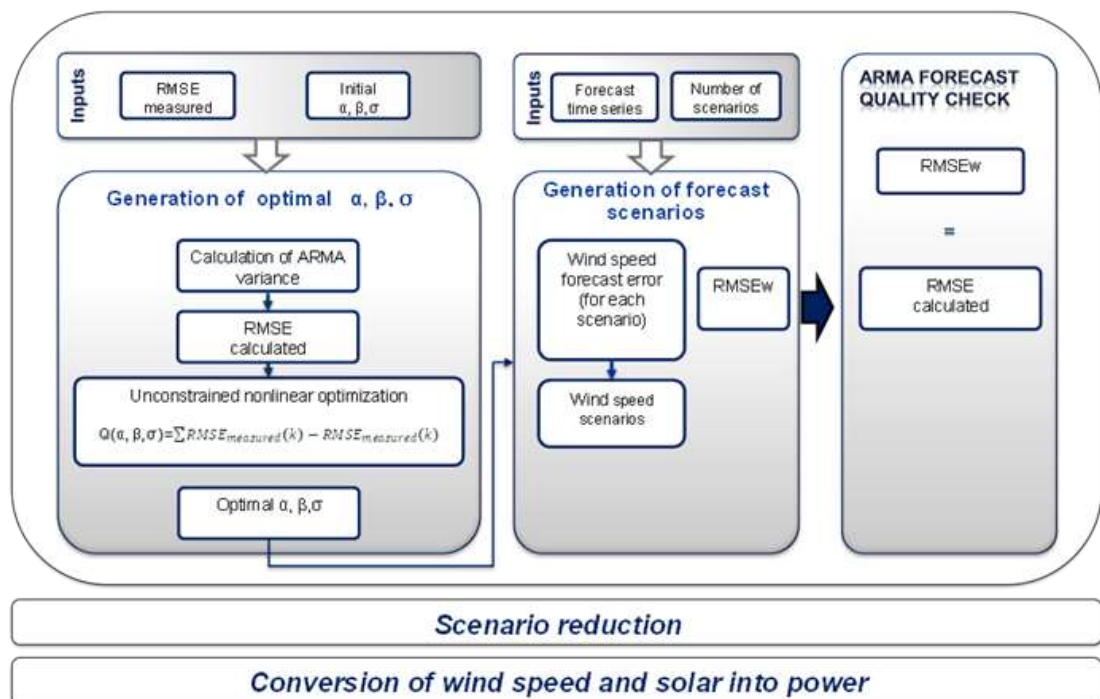 Inputs
RMSE
measured
Initial
α, β,σ
Generation of optimal α, β, σ
Calculation of ARMA
variance
RMSE
calculated
Unconstrained nonlinear optimization
Q(α, β,σ)=∑RMSEmeasured(k) − RMSEmeasured(k)
Optimal α, β,σ
Inputs
Forecast
time series
Number of
scenarios
Generation of forecast
scenarios
Wind speed
forecast error
(for each
scenario)
RMSEw
Wind speed
scenarios
ARMA FORECAST
QUALITY CHECK
RMSEw
=
RMSE
calculated
Scenario reduction
Conversion of wind speed and solar into power